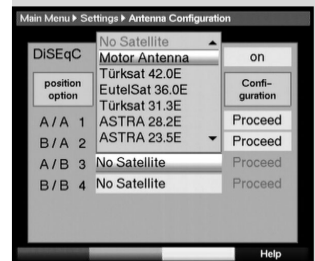 Main Menu ▶ Settings ▶ Antenna Configuration
No Satellite
DiSEqC
Motor Antenna
on
Türksat 42.0E
position option
EutelSat 36.0E
Confi-guration
Türksat 31.3E
A / A 1
ASTRA 28.2E
Proceed
B / A 2
ASTRA 23.5E
Proceed
A / B 3
No Satellite
Proceed
B / B 4
No Satellite
Proceed
Help